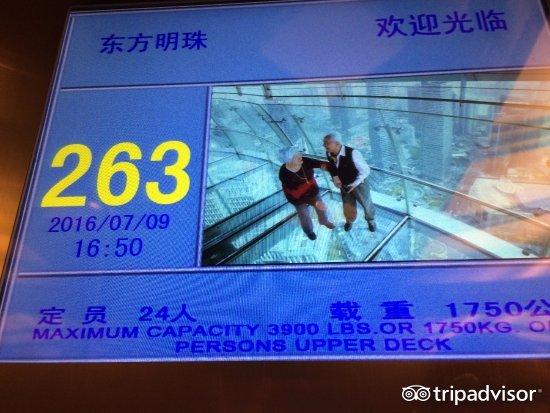 东方明珠 欢迎光临
263
2016/07/09
16:50
定员 24人 载重 1750公
MAXIMUM CAPACITY 3900 LBS.OR 1750KG.
PERSONS UPPER DECK
tripadvisor